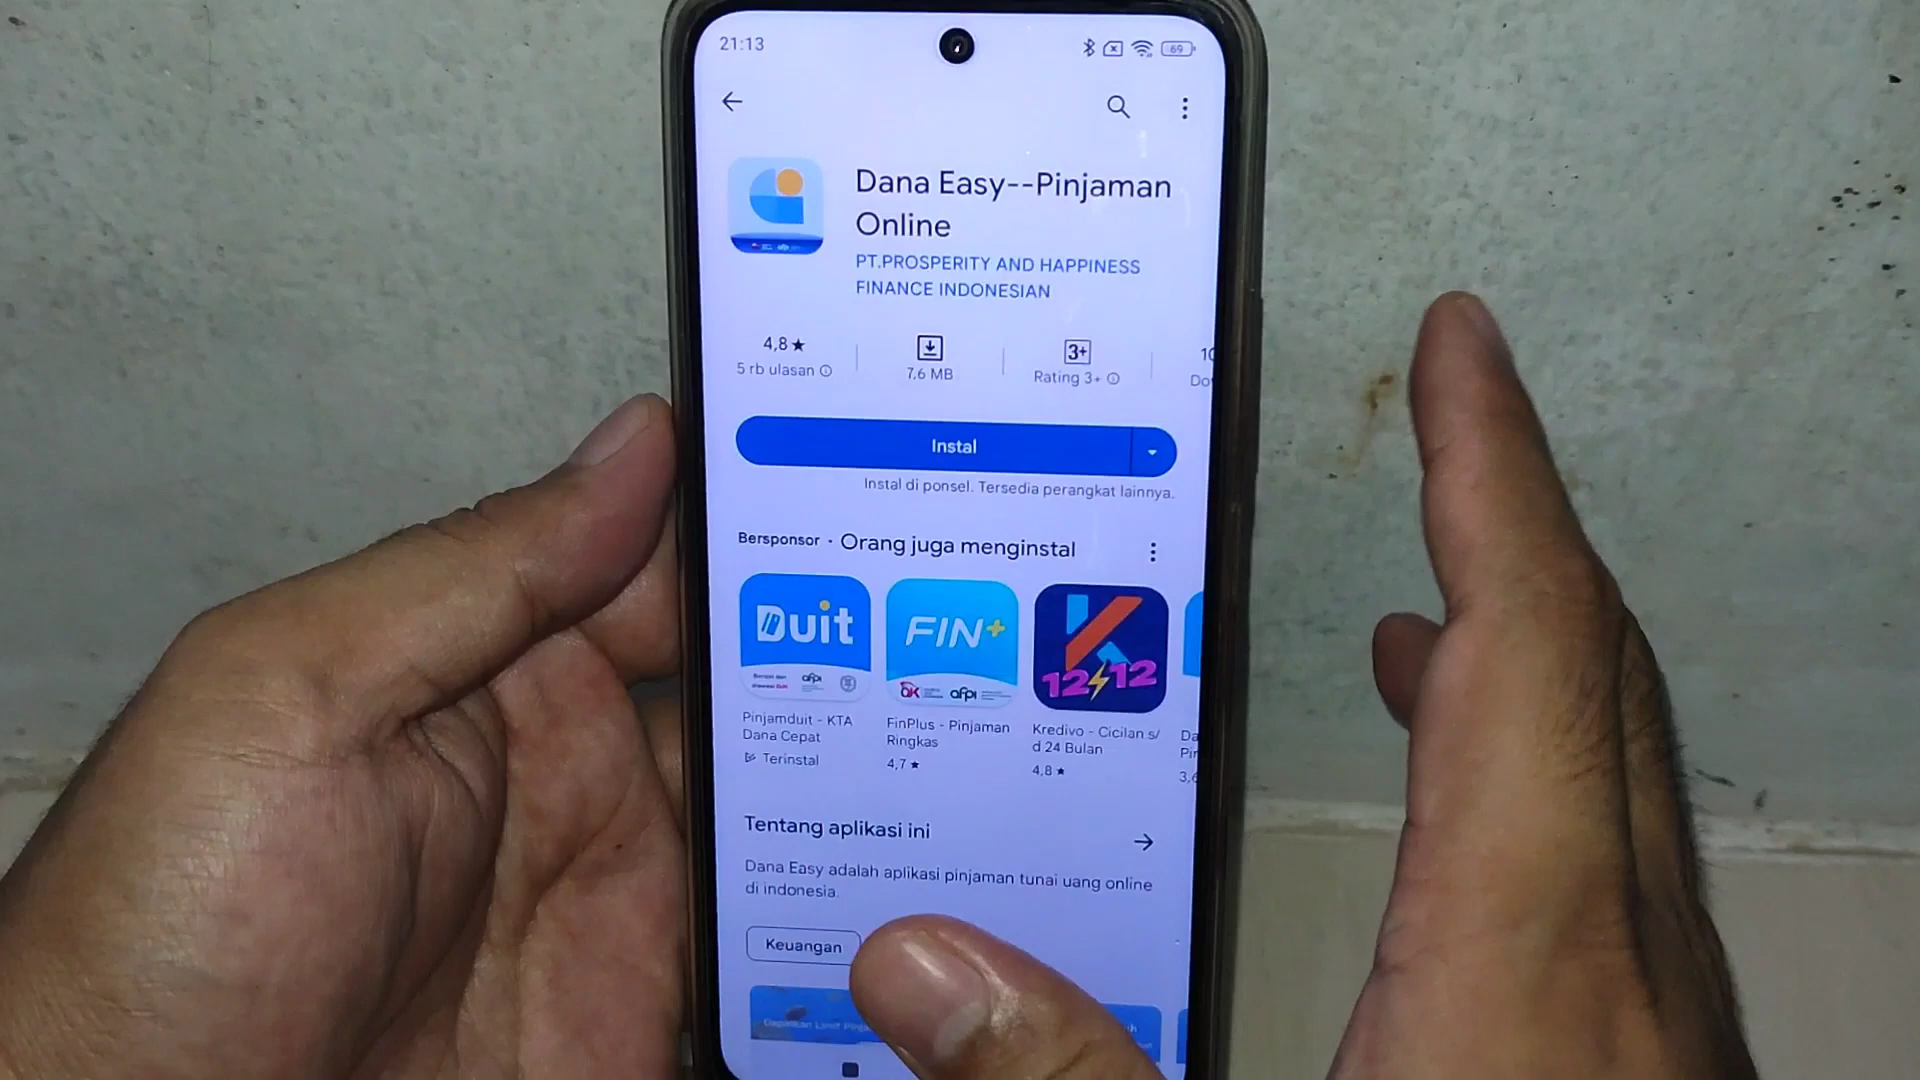 21:13
69
Dana Easy--Pinjaman
Online
PT.PROSPERITY AND HAPPINESS
FINANCE INDONESIAN
4,8★
5 rb ulasan
7,6 MB
3+
Rating 3+
Instal
Instal di ponsel. Tersedia perangkat lainnya.
Bersponsor · Orang juga menginstal
Duit
afpi
FIN+
afpi
12 12
Pinjamduit - KTA
Dana Cepat
Terinstal
FinPlus - Pinjaman
Ringkas
4,7 ★
Kredivo - Cicilan s/
d 24 Bulan
4,8 ★
Tentang aplikasi ini
Dana Easy adalah aplikasi pinjaman tunai uang online
di indonesia.
Keuangan